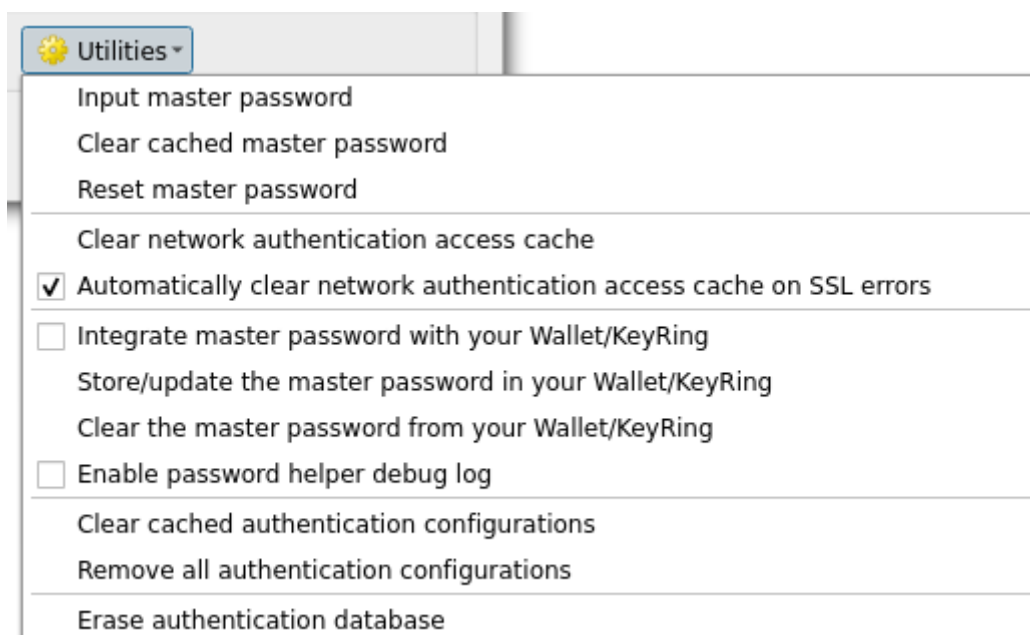 Utilities
Input master password
Clear cached master password
Reset master password
Clear network authentication access cache
Automatically clear network authentication access cache on SSL errors
Integrate master password with your Wallet/KeyRing
Store/update the master password in your Wallet/KeyRing
Clear the master password from your Wallet/KeyRing
Enable password helper debug log
Clear cached authentication configurations
Remove all authentication configurations
Erase authentication database